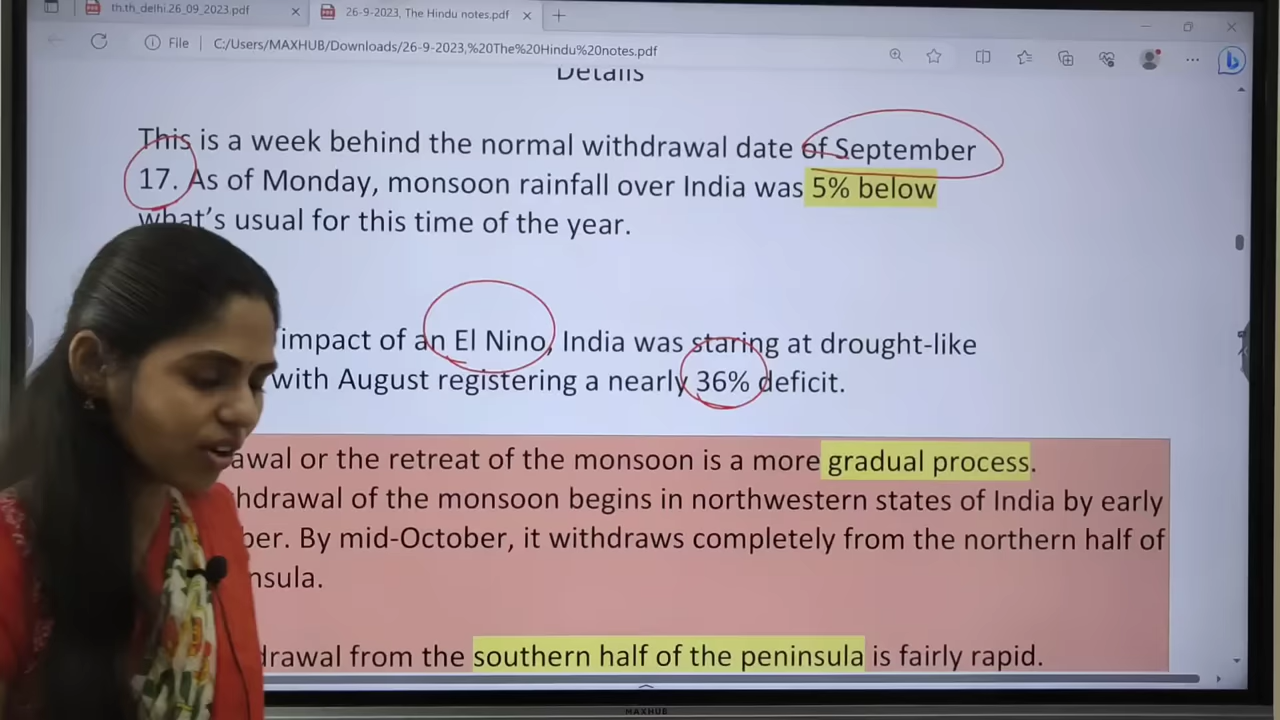 th.th_delhi.26_09_2023.pdf
26-9-2023, The Hindu notes.pdf
File
C:/Users/MAXHUB/Downloads/26-9-2023,%20The%20Hindu%20notes.pdf
Details
This is a week behind the normal withdrawal date of September
17. As of Monday, monsoon rainfall over India was 5% below
what's usual for this time of the year.
impact of an El Nino, India was staring at drought-like
with August registering a nearly 36% deficit.
or the retreat of the monsoon is a more gradual process.
of the monsoon begins in northwestern states of India by early
By mid-October, it withdraws completely from the northern half of
from the southern half of the peninsula is fairly rapid.
MAXHUB